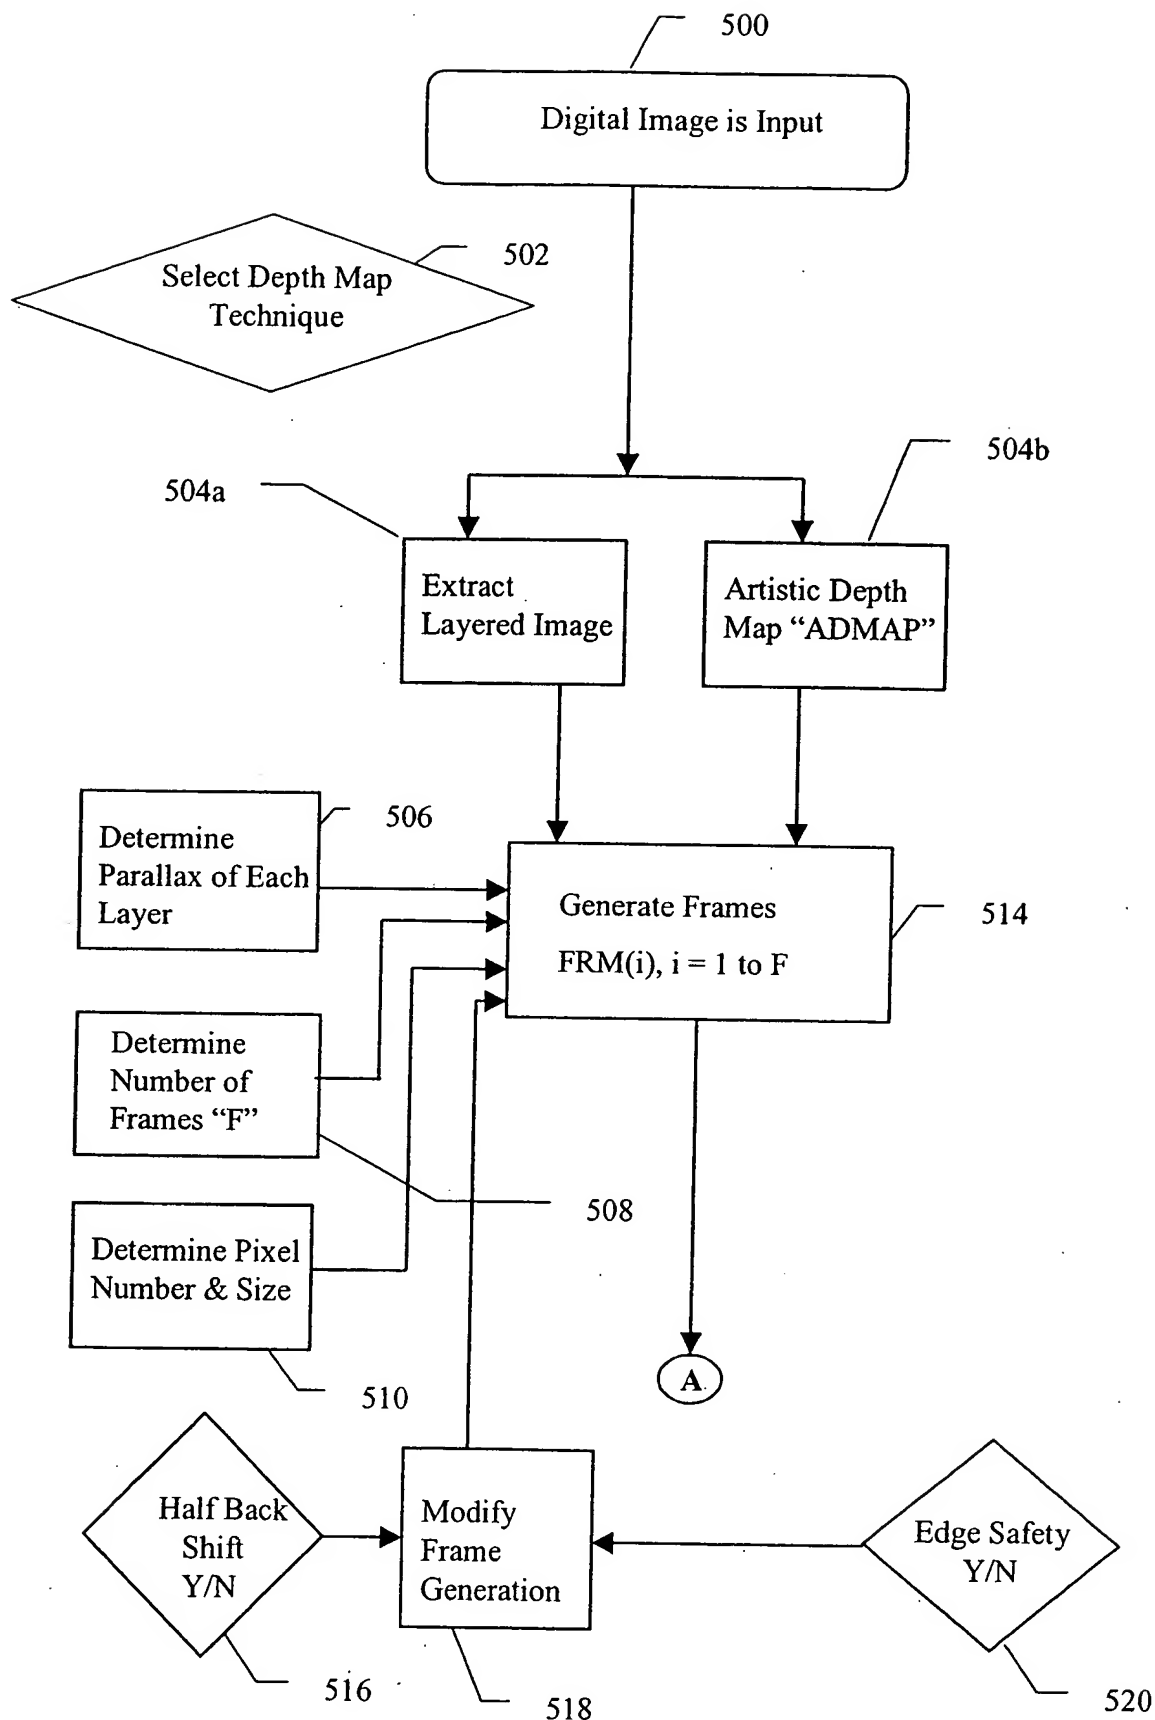 500
Digital Image is Input
502
Select Depth Map
Technique
504b
504a
Extract
Layered Image
Artistic Depth
Map “ADMAP”
506
Determine
Parallax of Each
Layer
Generate Frames
FRM(i), i = 1 to F
514
Determine
Number of
Frames “F”
508
Determine Pixel
Number & Size
510
A
Half Back
Shift
Y/N
Modify
Frame
Generation
Edge Safety
Y/N
516
518
520